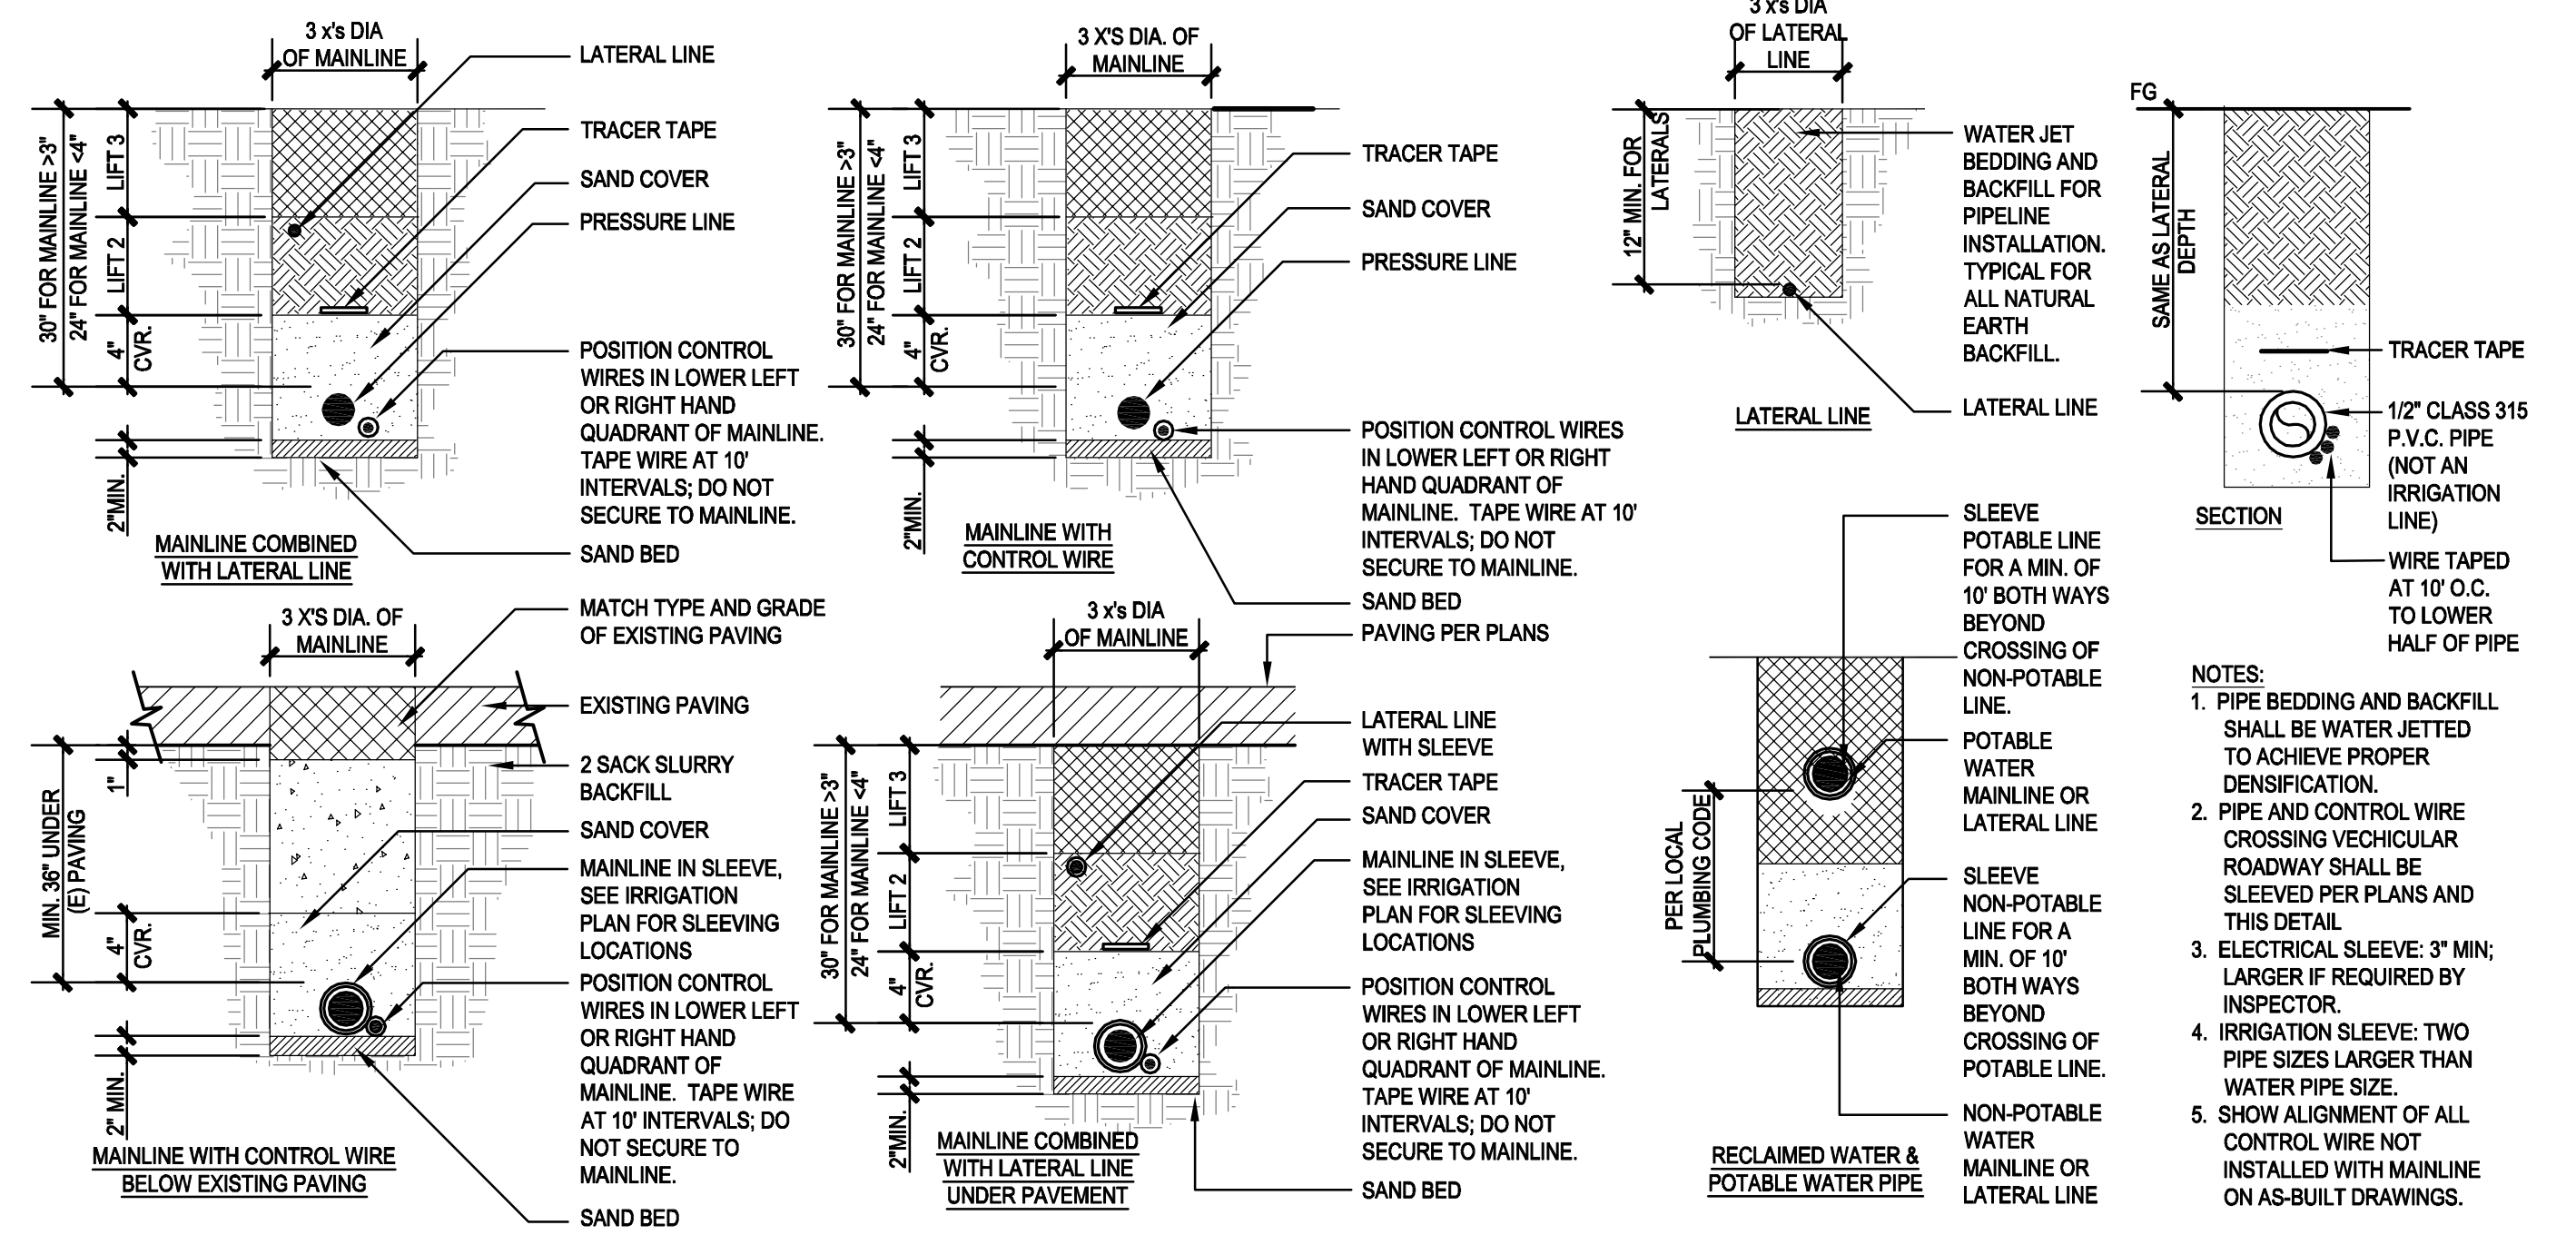 3 x's DIA
OF MAINLINE
30" FOR MAINLINE >3"
24" FOR MAINLINE <4"
LIFT 3
LIFT 2
4"
CVR.
2"MIN.
LATERAL LINE
TRACER TAPE
SAND COVER
PRESSURE LINE
POSITION CONTROL
WIRES IN LOWER LEFT
OR RIGHT HAND
QUADRANT OF MAINLINE.
TAPE WIRE AT 10'
INTERVALS; DO NOT
SECURE TO MAINLINE.
SAND BED
MAINLINE COMBINED
WITH LATERAL LINE
3 X'S DIA. OF
MAINLINE
30" FOR MAINLINE >3"
24" FOR MAINLINE <4"
LIFT 3
LIFT 2
4"
CVR.
2"MIN.
TRACER TAPE
SAND COVER
PRESSURE LINE
POSITION CONTROL WIRES
IN LOWER LEFT OR RIGHT
HAND QUADRANT OF
MAINLINE. TAPE WIRE AT 10'
INTERVALS; DO NOT
SECURE TO MAINLINE.
SAND BED
MAINLINE WITH
CONTROL WIRE
3 x's DIA
OF LATERAL
LINE
12" MIN. FOR
LATERALS
WATER JET
BEDDING AND
BACKFILL FOR
PIPELINE
INSTALLATION.
TYPICAL FOR
ALL NATURAL
EARTH
BACKFILL.
LATERAL LINE
LATERAL LINE
FG
SAME AS LATERAL
DEPTH
TRACER TAPE
1/2" CLASS 315
P.V.C. PIPE
(NOT AN
IRRIGATION
LINE)
WIRE TAPED
AT 10' O.C.
TO LOWER
HALF OF PIPE
SECTION
3 X'S DIA. OF
MAINLINE
MIN. 36" UNDER
(E) PAVING
1"
4"
CVR.
2" MIN.
MATCH TYPE AND GRADE
OF EXISTING PAVING
EXISTING PAVING
2 SACK SLURRY
BACKFILL
SAND COVER
MAINLINE IN SLEEVE,
SEE IRRIGATION
PLAN FOR SLEEVING
LOCATIONS
POSITION CONTROL
WIRES IN LOWER LEFT
OR RIGHT HAND
QUADRANT OF
MAINLINE. TAPE WIRE
AT 10' INTERVALS; DO
NOT SECURE TO
MAINLINE.
SAND BED
MAINLINE WITH CONTROL WIRE
BELOW EXISTING PAVING
3 x's DIA
OF MAINLINE
30" FOR MAINLINE >3"
24" FOR MAINLINE <4"
LIFT 3
LIFT 2
4"
CVR.
2"MIN.
PAVING PER PLANS
LATERAL LINE
WITH SLEEVE
TRACER TAPE
SAND COVER
MAINLINE IN SLEEVE,
SEE IRRIGATION
PLAN FOR SLEEVING
LOCATIONS
POSITION CONTROL
WIRES IN LOWER LEFT
OR RIGHT HAND
QUADRANT OF MAINLINE.
TAPE WIRE AT 10'
INTERVALS; DO NOT
SECURE TO MAINLINE.
SAND BED
MAINLINE COMBINED
WITH LATERAL LINE
UNDER PAVEMENT
PER LOCAL
PLUMBING CODE
SLEEVE
POTABLE LINE
FOR A MIN. OF
10' BOTH WAYS
BEYOND
CROSSING OF
NON-POTABLE
LINE.
POTABLE
WATER
MAINLINE OR
LATERAL LINE
SLEEVE
NON-POTABLE
LINE FOR A
MIN. OF 10'
BOTH WAYS
BEYOND
CROSSING OF
POTABLE LINE.
NON-POTABLE
WATER
MAINLINE OR
LATERAL LINE
RECLAIMED WATER &
POTABLE WATER PIPE
NOTES:
1. PIPE BEDDING AND BACKFILL
SHALL BE WATER JETTED
TO ACHIEVE PROPER
DENSIFICATION.
2. PIPE AND CONTROL WIRE
CROSSING VECHICULAR
ROADWAY SHALL BE
SLEEVED PER PLANS AND
THIS DETAIL
3. ELECTRICAL SLEEVE: 3" MIN;
LARGER IF REQUIRED BY
INSPECTOR.
4. IRRIGATION SLEEVE: TWO
PIPE SIZES LARGER THAN
WATER PIPE SIZE.
5. SHOW ALIGNMENT OF ALL
CONTROL WIRE NOT
INSTALLED WITH MAINLINE
ON AS-BUILT DRAWINGS.